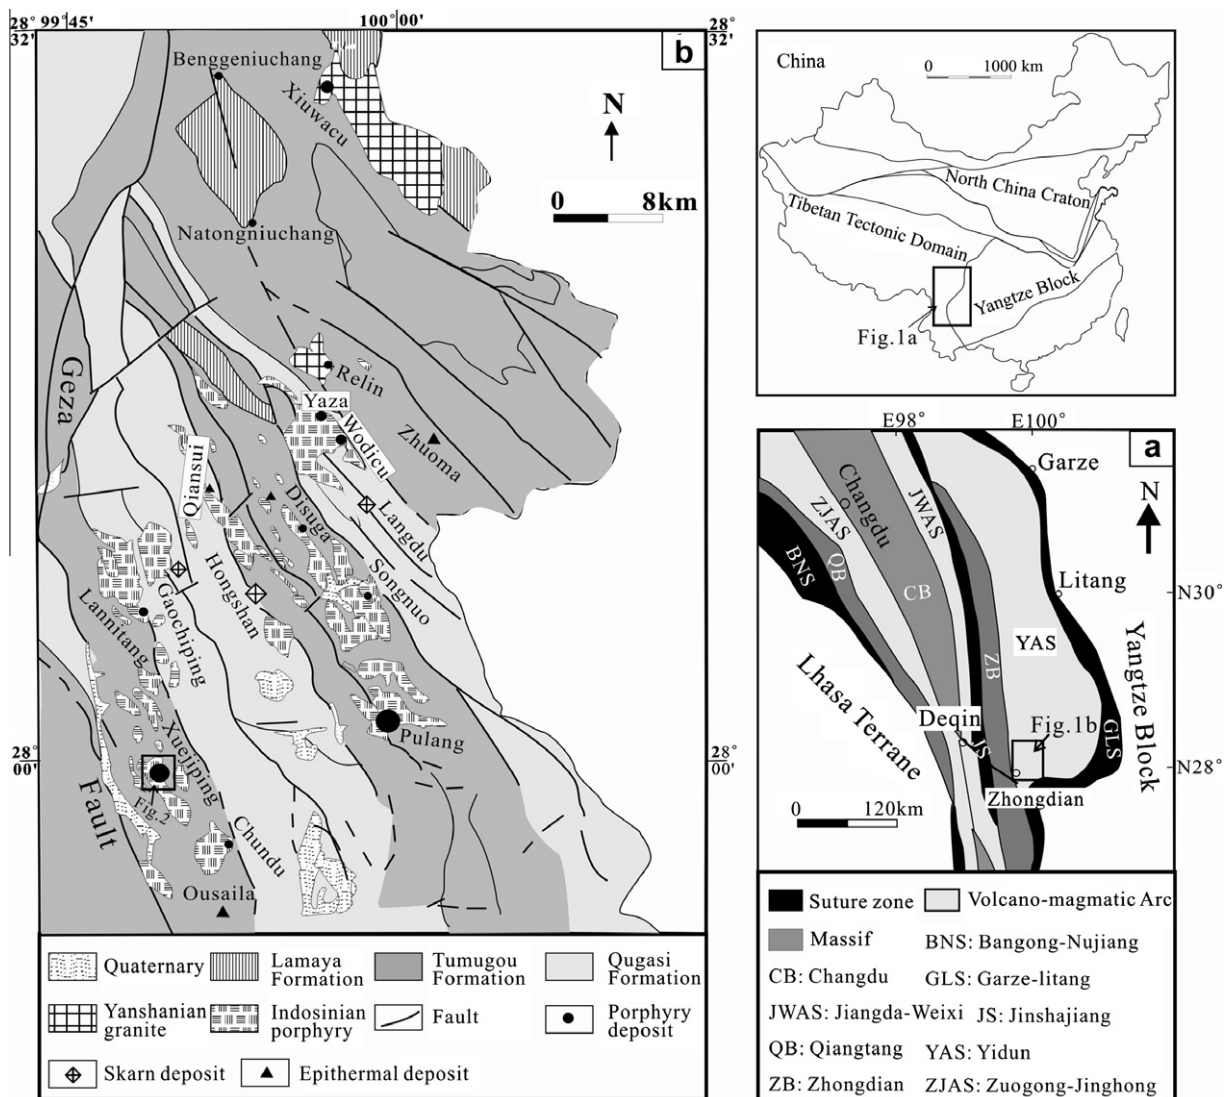 28° 99°45'
32'
100°00'
28°
32'
b
Benggeniuchang
Xiuwacu
N
0 8km
Natongniuchang
Geza
Relin
Yaza
Wodicu
Zhuoma
Qiansui
Disuga
Langdu
Hongshan
Songnuo
Gaochiping
Lannitang
Xuejiping
Pulang
28°
00'
28°
00'
Fig.2
Fault
Chundu
Ousaila
Quaternary
Lamaya
Formation
Tumugou
Formation
Qugasi
Formation
Yanshanian
granite
Indosinian
porphyry
Fault
Porphyry
deposit
Skarn deposit
Epithermal deposit
China
0 1000 km
North China Craton
Tibetan Tectonic Domain
Yangtze Block
Fig.1a
E98° E100°
a
Garze
N
Changdu
JWAS
ZJAS
BNS
QB
CB
Litang
N30°
YAS
ZB
Yangtze Block
Lhasa Terrane
Deqin
JS
Fig.1b
GLS
N28°
Zhongdian
0 120km
Suture zone
Volcano-magmatic Arc
Massif
BNS: Bangong-Nujiang
CB: Changdu
GLS: Garze-litang
JWAS: Jiangda-Weixi
JS: Jinshajiang
QB: Qiangtang
YAS: Yidun
ZB: Zhongdian
ZJAS: Zuogong-Jinghong